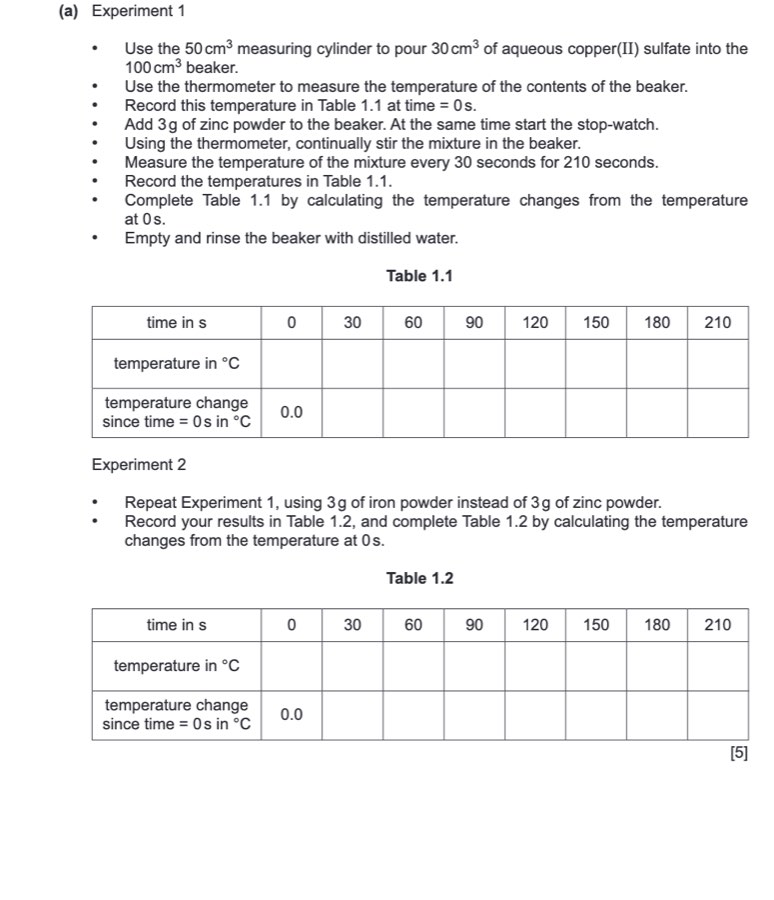 (a) Experiment 1
• Use the 50 cm³ measuring cylinder to pour 30 cm³ of aqueous copper(II) sulfate into the
100 cm³ beaker.
• Use the thermometer to measure the temperature of the contents of the beaker.
• Record this temperature in Table 1.1 at time = 0 s.
• Add 3 g of zinc powder to the beaker. At the same time start the stop-watch.
• Using the thermometer, continually stir the mixture in the beaker.
• Measure the temperature of the mixture every 30 seconds for 210 seconds.
• Record the temperatures in Table 1.1.
• Complete Table 1.1 by calculating the temperature changes from the temperature
at 0 s.
• Empty and rinse the beaker with distilled water.
Table 1.1
time in s 0 30 60 90 120 150 180 210
temperature in °C
temperature change
since time = 0 s in °C 0.0
Experiment 2
• Repeat Experiment 1, using 3 g of iron powder instead of 3 g of zinc powder.
• Record your results in Table 1.2, and complete Table 1.2 by calculating the temperature
changes from the temperature at 0 s.
Table 1.2
time in s 0 30 60 90 120 150 180 210
temperature in °C
temperature change
since time = 0 s in °C 0.0
[5]